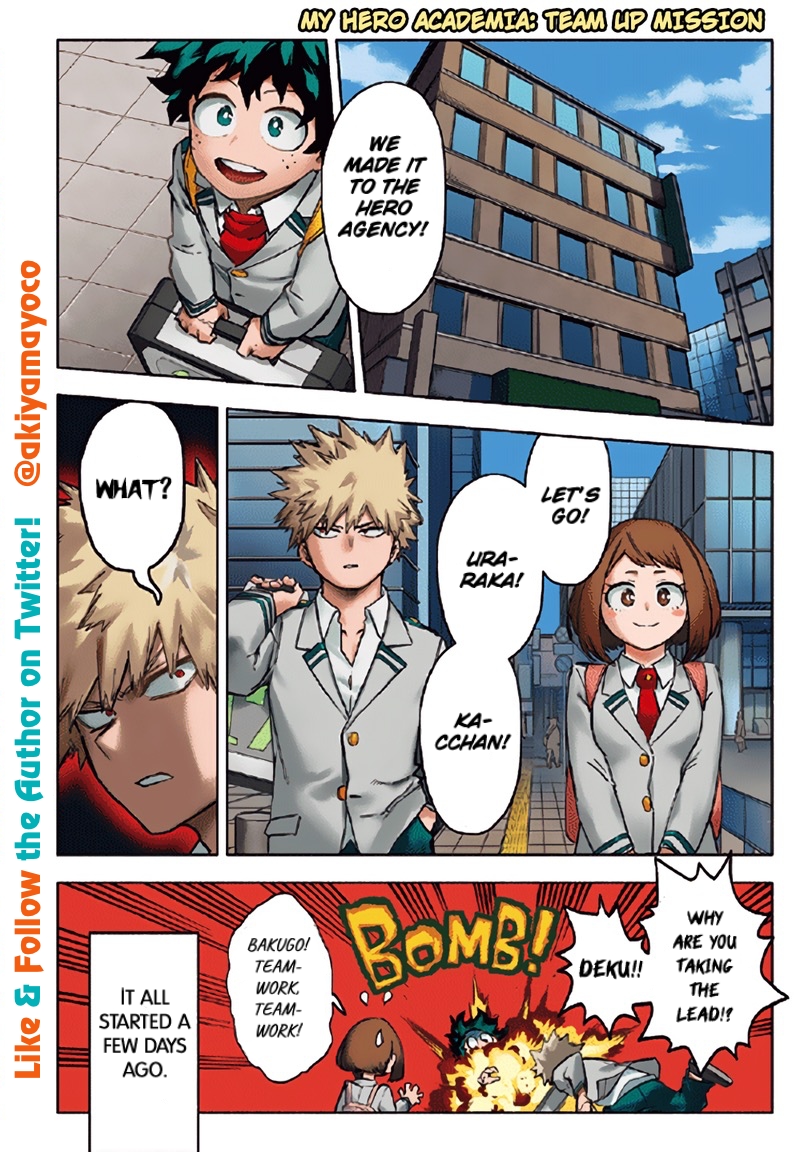 MY HERO ACADEMIA: TEAM UP MISSION
WE
MADE IT
TO THE
HERO
AGENCY!
LET'S
GO!
URA-
RAKA!
KA-
CCHAN!
WHAT?
WHY
ARE YOU
TAKING
THE
LEAD!?
DEKU!!
BOMB!
BAKUGO!
TEAM-
WORK,
TEAM-
WORK!
IT ALL
STARTED A
FEW DAYS
AGO.
Like & Follow the Author on Twitter! @akiyamayoco